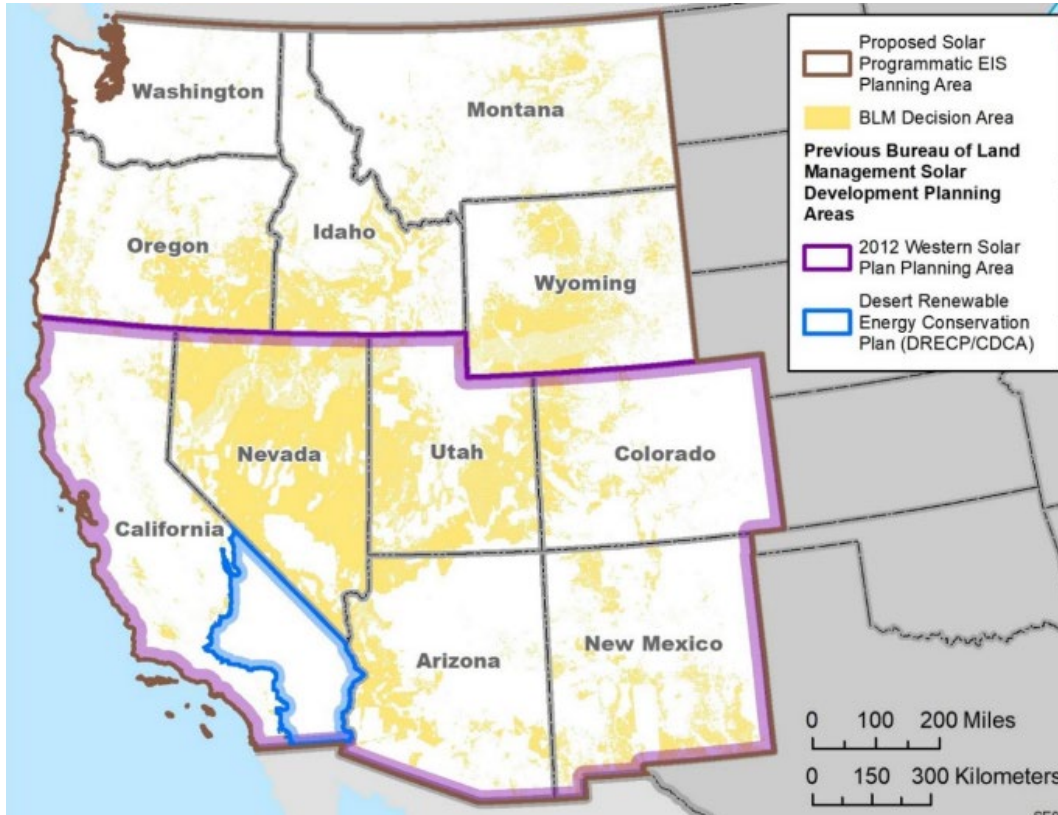 Washington
Montana
Oregon
Idaho
Wyoming
Nevada
Utah
Colorado
California
Arizona
New Mexico
Proposed Solar
Programmatic EIS
Planning Area
BLM Decision Area
Previous Bureau of Land
Management Solar
Development Planning
Areas
2012 Western Solar
Plan Planning Area
Desert Renewable
Energy Conservation
Plan (DRECP/CDCA)
0 100 200 Miles
0 150 300 Kilometers